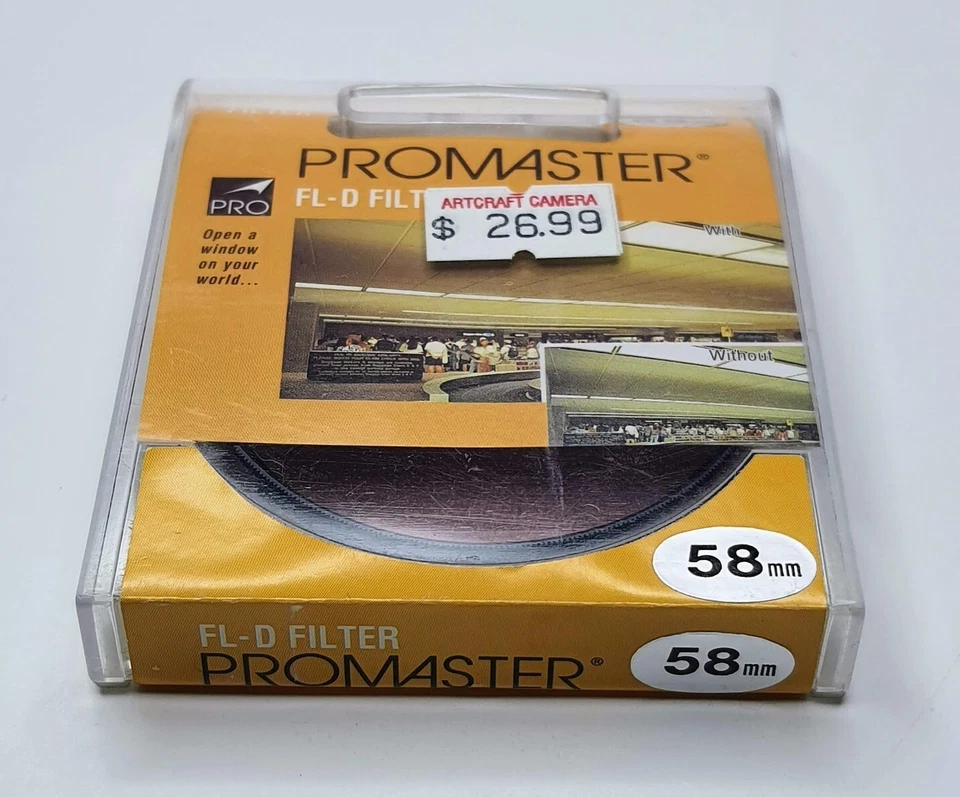 PROMASTER®
FL-D FILT
ARTCRAFT CAMERA
$ 26.99
PRO
Open a
window
on your
world...
With
Without
58mm
FL-D FILTER
PROMASTER®
58mm